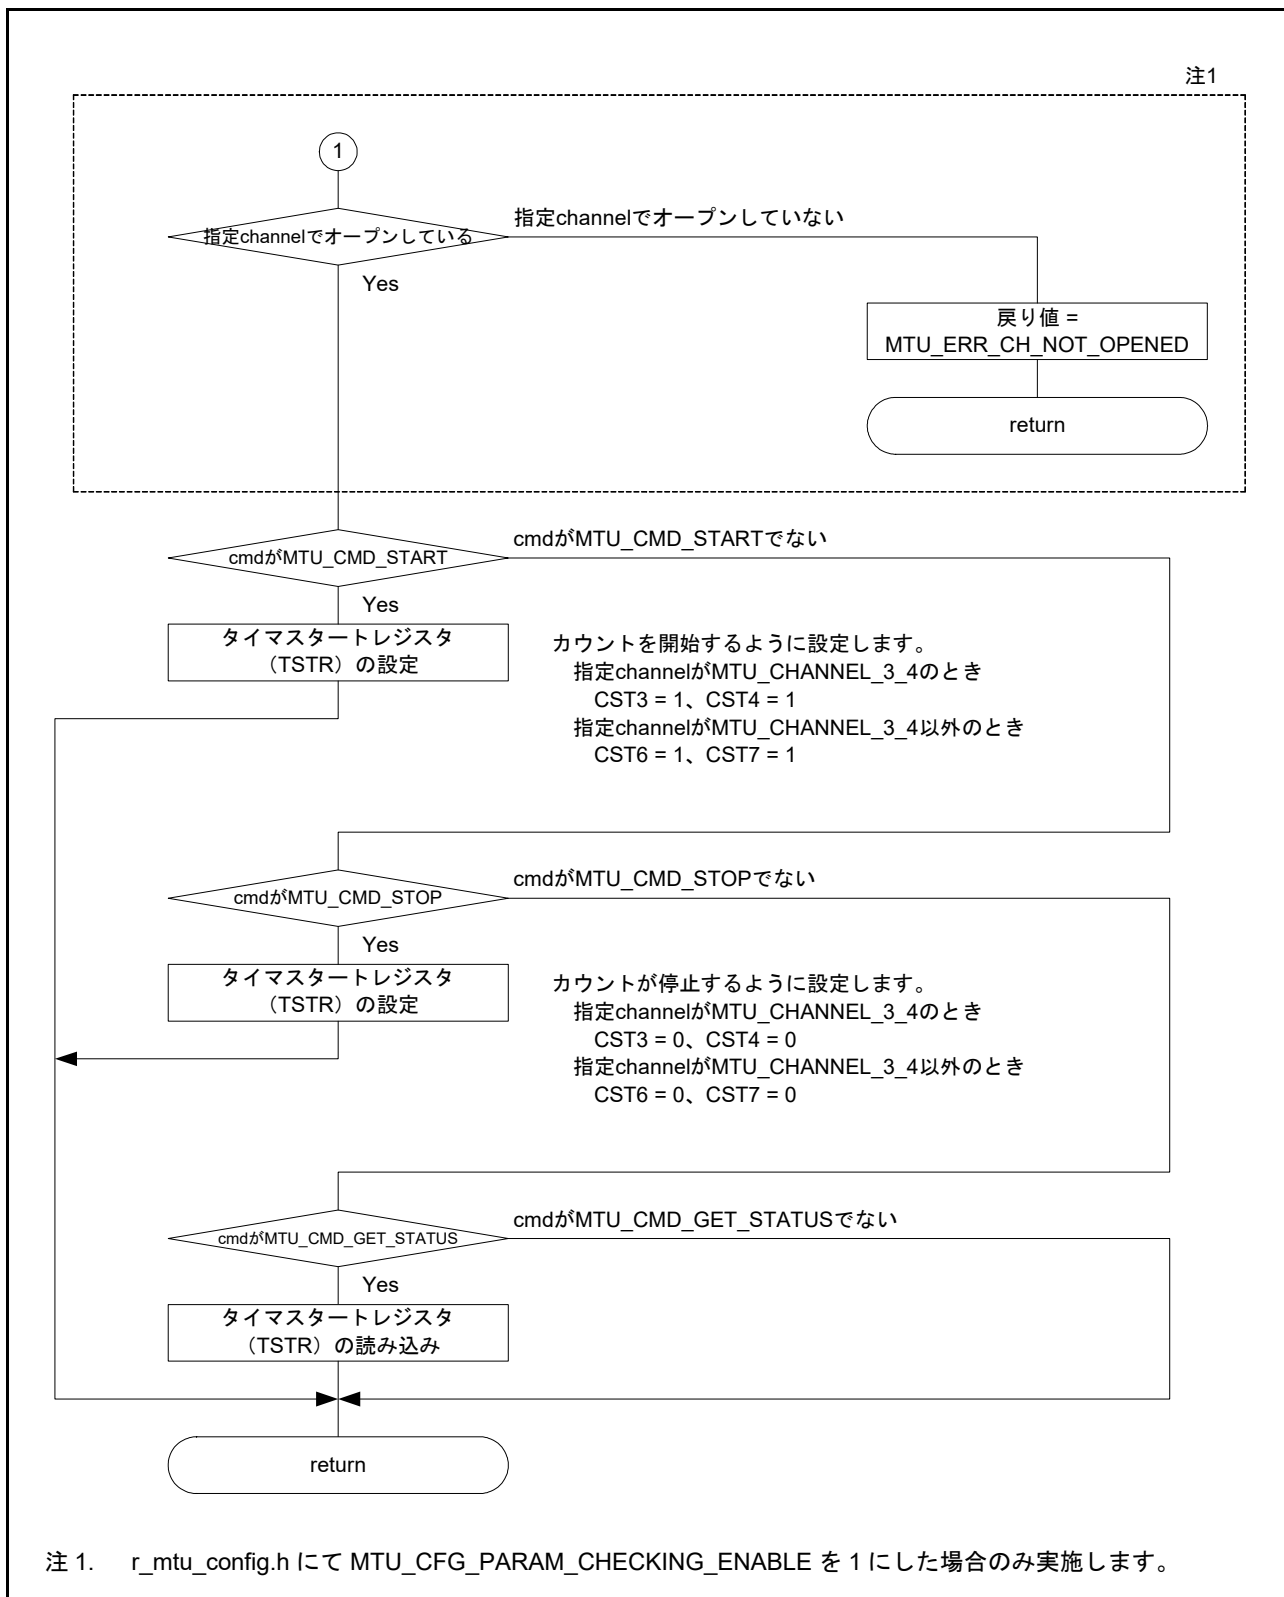 注1
1
指定channelでオープンしている
指定channelでオープンしていない
Yes
戻り値 =
MTU_ERR_CH_NOT_OPENED
return
cmdがMTU_CMD_START
cmdがMTU_CMD_STARTでない
Yes
タイマスタートレジスタ
（TSTR）の設定
カウントを開始するように設定します。
指定channelがMTU_CHANNEL_3_4のとき
CST3 = 1、CST4 = 1
指定channelがMTU_CHANNEL_3_4以外のとき
CST6 = 1、CST7 = 1
cmdがMTU_CMD_STOP
cmdがMTU_CMD_STOPでない
Yes
タイマスタートレジスタ
（TSTR）の設定
カウントが停止するように設定します。
指定channelがMTU_CHANNEL_3_4のとき
CST3 = 0、CST4 = 0
指定channelがMTU_CHANNEL_3_4以外のとき
CST6 = 0、CST7 = 0
cmdがMTU_CMD_GET_STATUS
cmdがMTU_CMD_GET_STATUSでない
Yes
タイマスタートレジスタ
（TSTR）の読み込み
return
注 1. r_mtu_config.h にて MTU_CFG_PARAM_CHECKING_ENABLE を 1 にした場合のみ実施します。